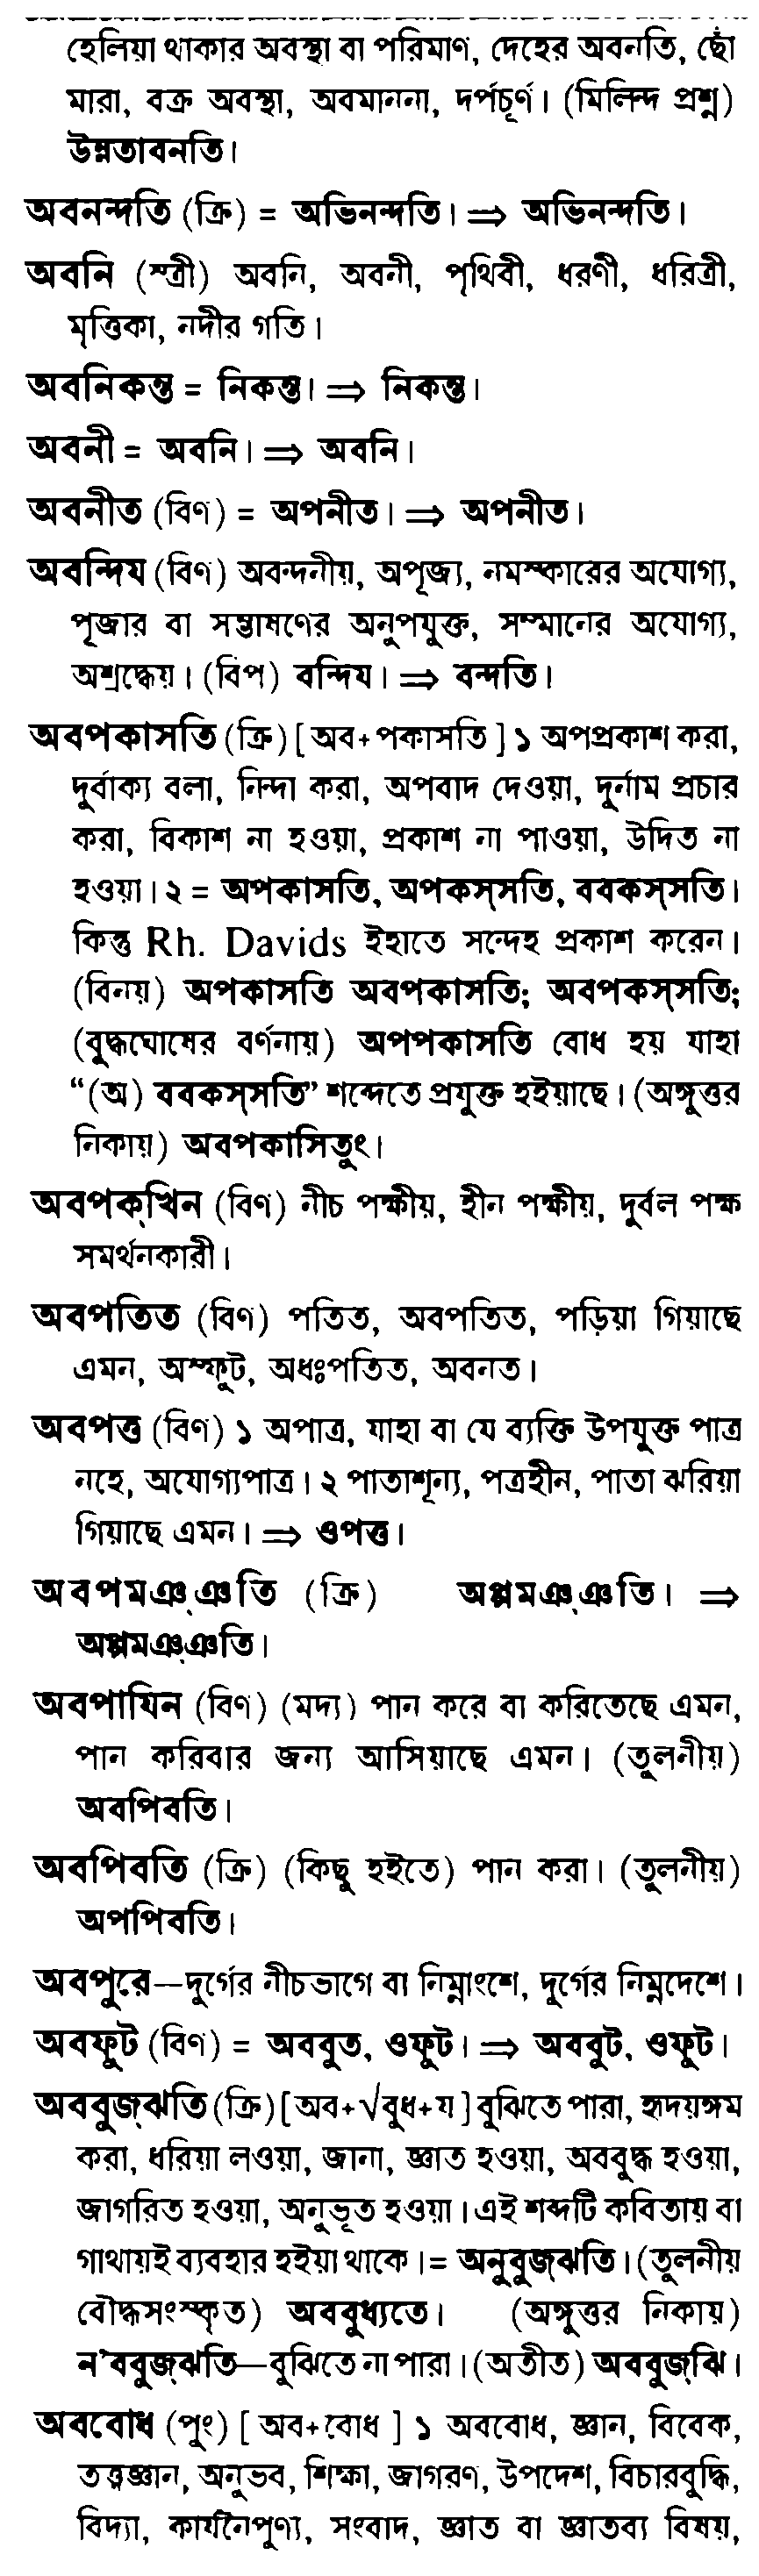 হেলিয়া থাকার অবস্থা বা পরিমাণ, দেহের অবনতি, ছোঁ
মারা, বক্র অবস্থা, অবমাননা, দর্পচূর্ণ। (মিলিন্দ প্রশ্ন)
উন্নতাবনতি।
অবনন্দতি (ক্রি) = অভিনন্দতি। ⇒ অভিনন্দতি।
অবনি (স্ত্রী) অবনি, অবনী, পৃথিবী, ধরণী, ধরিত্রী,
মৃত্তিকা, নদীর গতি।
অবনিকন্ত = নিকন্ত। ⇒ নিকন্ত।
অবনী = অবনি। ⇒ অবনি।
অবনীত (বিণ) = অপনীত। ⇒ অপনীত।
অবন্দিয (বিণ) অবন্দনীয়, অপূজ্য, নমস্কারের অযোগ্য,
পূজার বা সম্ভাষণের অনুপযুক্ত, সম্মানের অযোগ্য,
অশ্রদ্ধেয়। (বিপ) বন্দিয। ⇒ বন্দতি।
অবপকাসতি (ক্রি) [ অব+পকাসতি ] ১ অপপ্রকাশ করা,
দুর্বাক্য বলা, নিন্দা করা, অপবাদ দেওয়া, দুর্নাম প্রচার
করা, বিকাশ না হওয়া, প্রকাশ না পাওয়া, উদিত না
হওয়া। ২ = অপকাসতি, অপকস্‌সতি, ববকস্‌সতি।
কিন্তু Rh. Davids ইহাতে সন্দেহ প্রকাশ করেন।
(বিনয়) অপকাসতি অবপকাসতি; অবপকস্‌সতি;
(বুদ্ধঘোষের বর্ণনায়) অপপকাসতি বোধ হয় যাহা
“(অ) ববকস্‌সতি” শব্দেতে প্রযুক্ত হইয়াছে। (অঙ্গুত্তর
নিকায়) অবপকাসিতুং।
অবপক্‌খিন (বিণ) নীচ পক্ষীয়, হীন পক্ষীয়, দুর্বল পক্ষ
সমর্থনকারী।
অবপতিত (বিণ) পতিত, অবপতিত, পড়িয়া গিয়াছে
এমন, অস্ফুট, অধঃপতিত, অবনত।
অবপত্ত (বিণ) ১ অপাত্র, যাহা বা যে ব্যক্তি উপযুক্ত পাত্র
নহে, অযোগ্যপাত্র। ২ পাতাশূন্য, পত্রহীন, পাতা ঝরিয়া
গিয়াছে এমন। ⇒ ওপত্ত।
অবপমঞ্‌ঞতি (ক্রি) অপ্পমঞ্‌ঞতি। ⇒
অপ্পমঞ্‌ঞতি।
অবপাযিন (বিণ) (মদ্য) পান করে বা করিতেছে এমন,
পান করিবার জন্য আসিয়াছে এমন। (তুলনীয়)
অবপিবতি।
অবপিবতি (ক্রি) (কিছু হইতে) পান করা। (তুলনীয়)
অপপিবতি।
অবপুরে—দুর্গের নীচভাগে বা নিম্নাংশে, দুর্গের নিম্নদেশে।
অবফুট (বিণ) = অববুত, ওফুট। ⇒ অববুট, ওফুট।
অববুজ্‌ঝতি (ক্রি) [ অব+√বুধ+য ] বুঝিতে পারা, হৃদয়ঙ্গম
করা, ধরিয়া লওয়া, জানা, জ্ঞাত হওয়া, অববুদ্ধ হওয়া,
জাগরিত হওয়া, অনুভূত হওয়া। এই শব্দটি কবিতায় বা
গাথায়ই ব্যবহার হইয়া থাকে। = অনুবুজ্‌ঝতি। (তুলনীয়
বৌদ্ধসংস্কৃত) অববুধ্যতে। (অঙ্গুত্তর নিকায়)
ন'ববুজ্‌ঝতি—বুঝিতে না পারা। (অতীত) অববুজ্‌ঝি।
অববোধ (পুং) [ অব+বোধ ] ১ অববোধ, জ্ঞান, বিবেক,
তত্ত্বজ্ঞান, অনুভব, শিক্ষা, জাগরণ, উপদেশ, বিচারবুদ্ধি,
বিদ্যা, কার্যনৈপুণ্য, সংবাদ, জ্ঞাত বা জ্ঞাতব্য বিষয়,